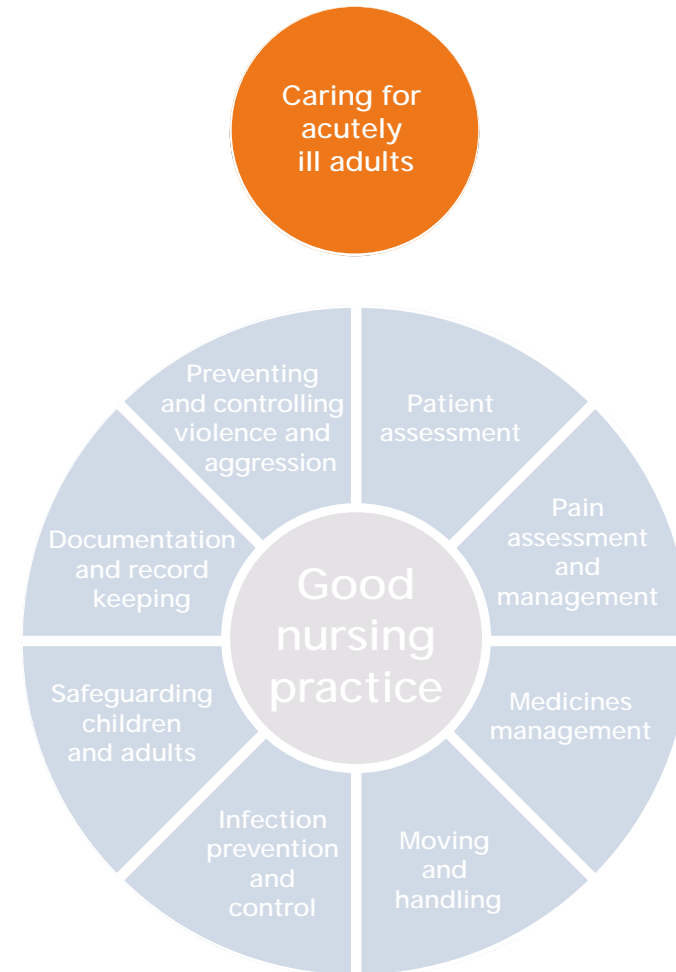 Caring for
acutely
ill adults
Preventing
and controlling
violence and
aggression
Patient
assessment
Pain
assessment
and
management
Medicines
management
Moving
and
handling
Infection
prevention
and
control
Safeguarding
children
and adults
Documentation
and record
keeping
Good
nursing
practice